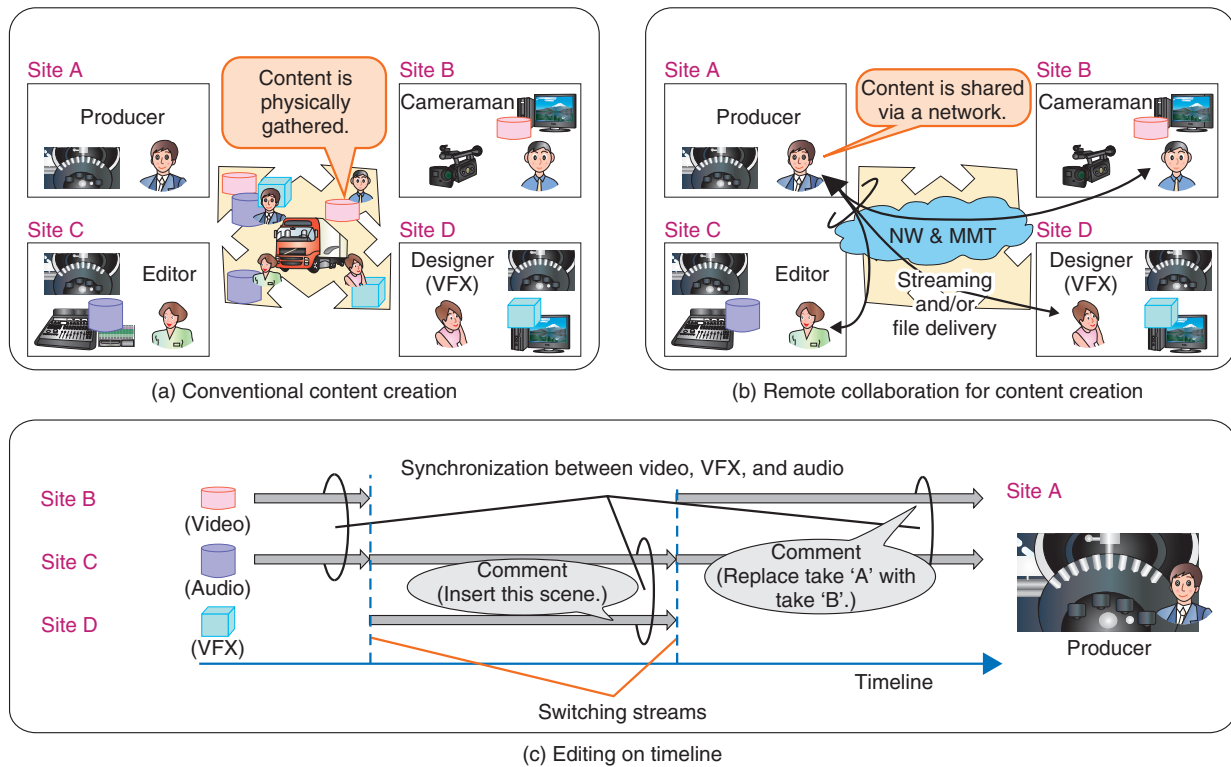 Site A
Producer
Content is
physically
gathered.
Site B
Cameraman
Site C
Editor
Site D
Designer
(VFX)
(a) Conventional content creation
Site A
Producer
Content is shared
via a network.
Site B
Cameraman
NW & MMT
Site C
Editor
Streaming
and/or
file delivery
Site D
Designer
(VFX)
(b) Remote collaboration for content creation
Synchronization between video, VFX, and audio
Site B
(Video)
Site A
Site C
(Audio)
Comment
(Insert this scene.)
Comment
(Replace take ‘A’ with
take ‘B’.)
Site D
(VFX)
Producer
Timeline
Switching streams
(c) Editing on timeline